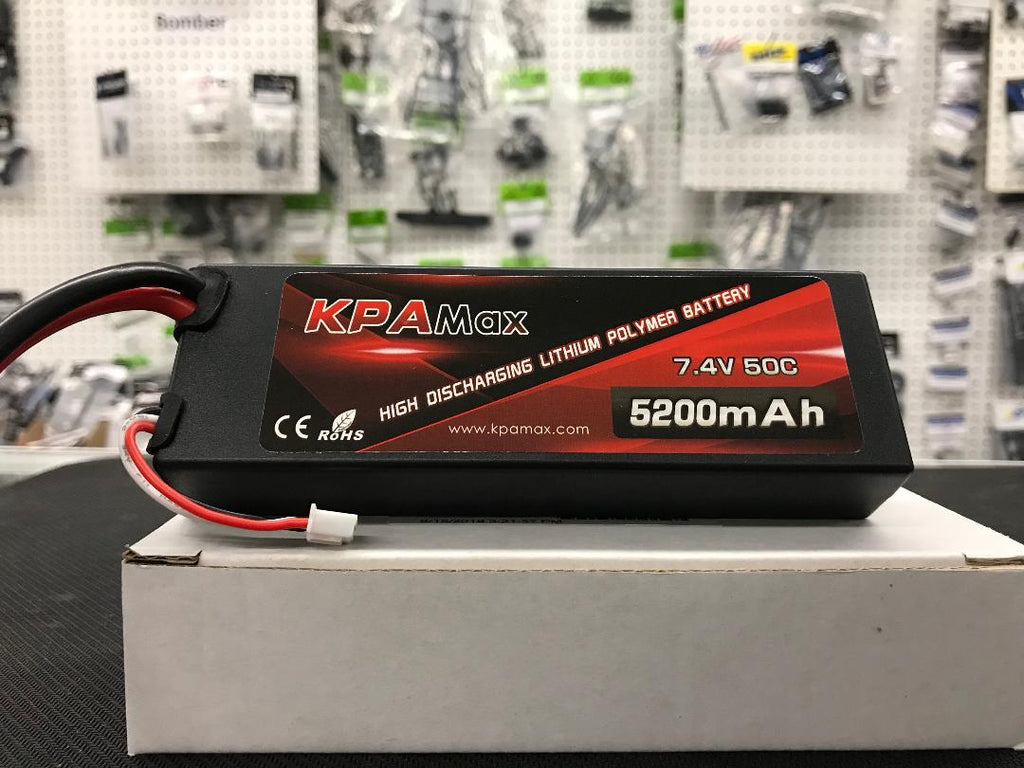 Bomber
KPAMax
HIGH DISCHARGING LITHIUM POLYMER BATTERY
7.4V 50C
5200mAh
CE RoHS
www.kpamax.com